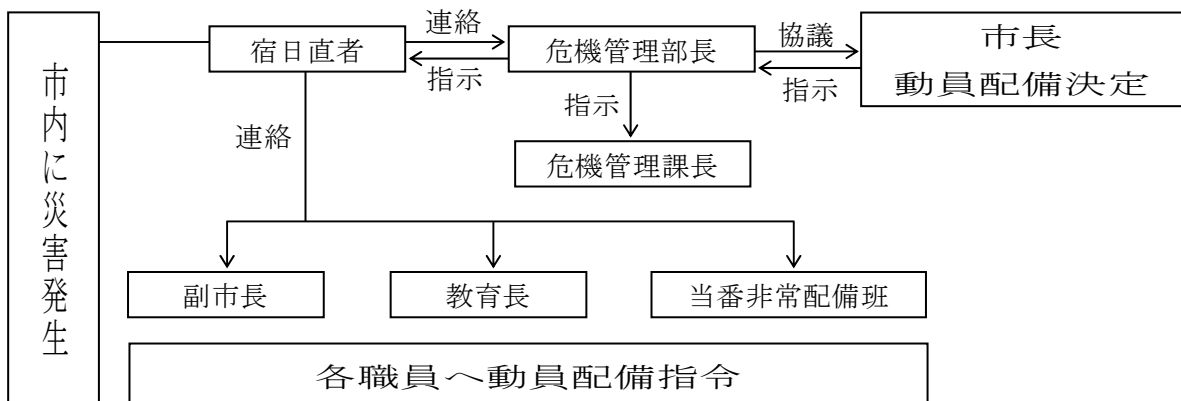 市内に災害発生
宿日直者
連絡
指示
危機管理部長
協議
指示
市長
動員配備決定
連絡
指示
危機管理課長
副市長
教育長
当番非常配備班
各職員へ動員配備指令